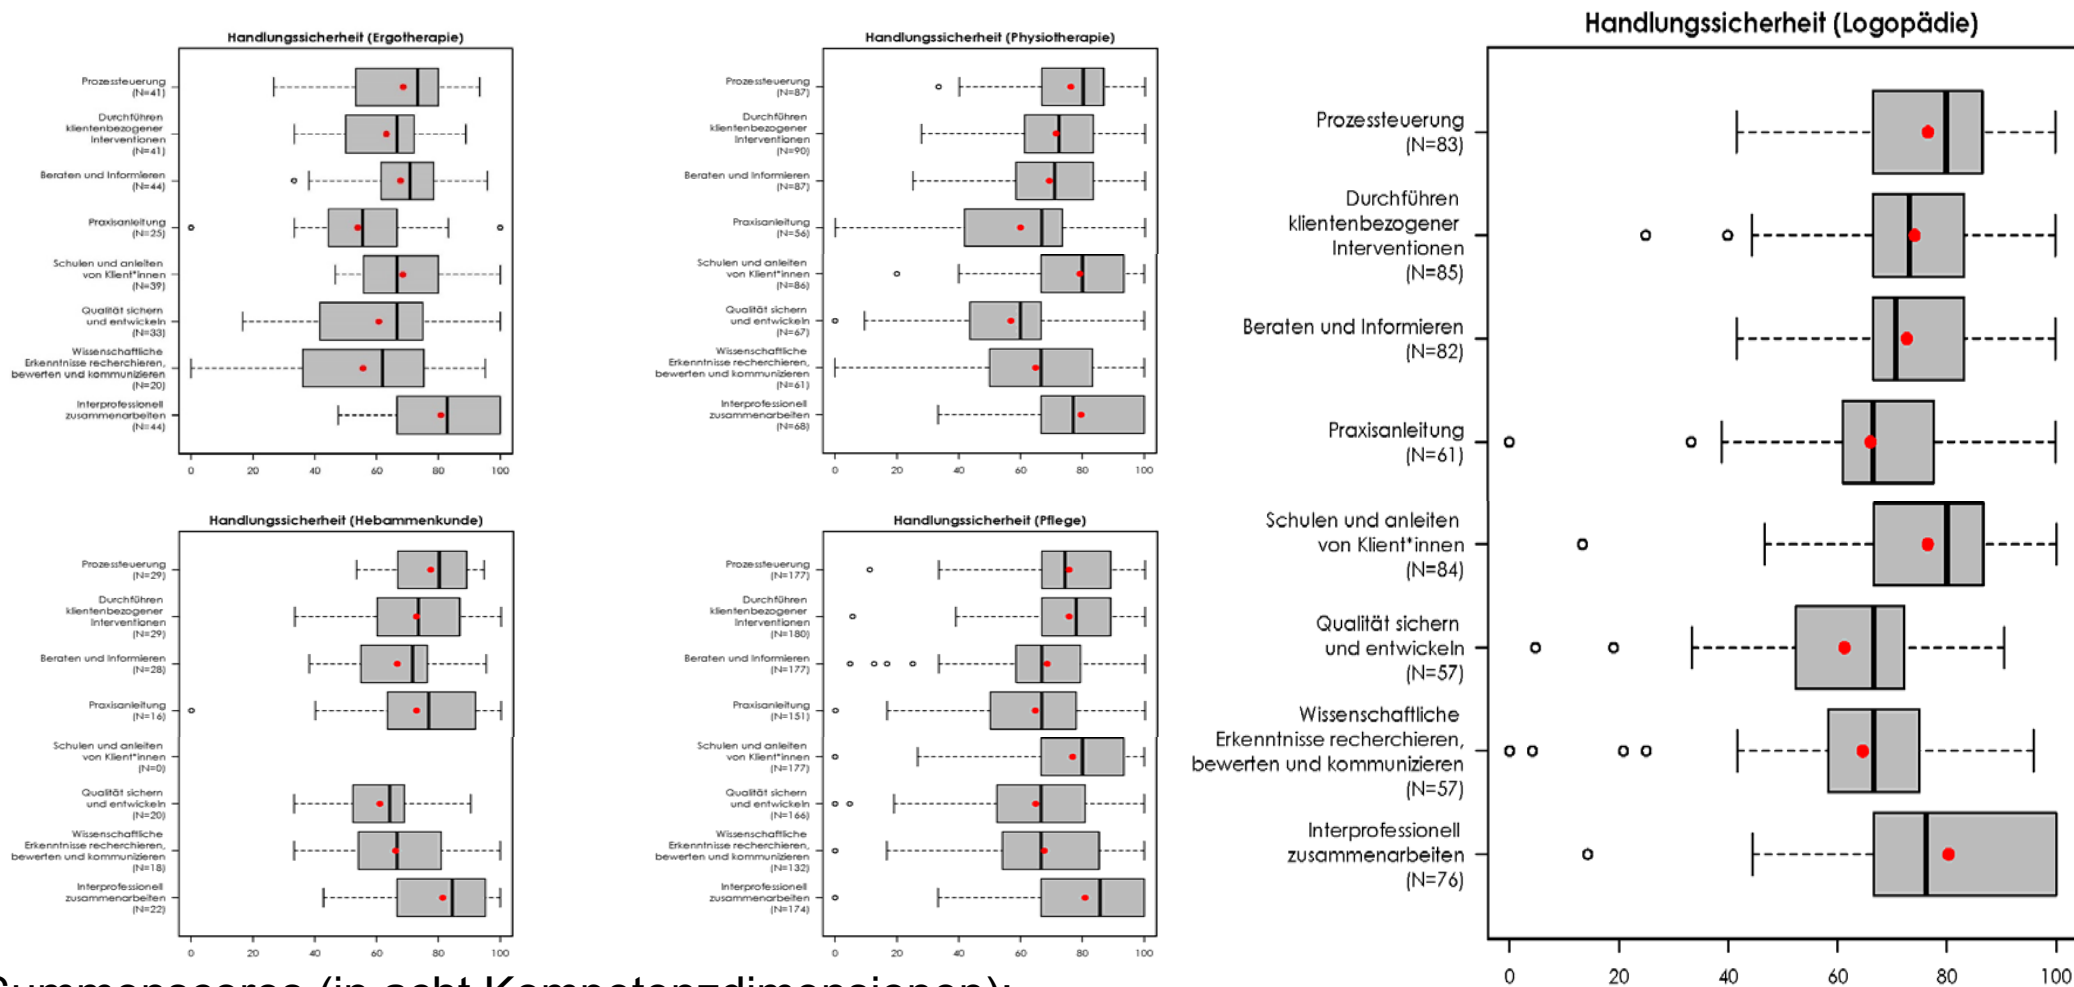 Handlungssicherheit (Ergotherapie)
Prozessteuerung
(N=41)
Durchführen
klientenbezogener
Interventionen
(N=41)
Beraten und Informieren
(N=44)
Praxisanleitung
(N=25)
Schulen und anleiten
von Klient*innen
(N=39)
Qualität sichern
und entwickeln
(N=33)
Wissenschaftliche
Erkenntnisse recherchieren,
bewerten und kommunizieren
(N=20)
Interprofessionell
zusammenarbeiten
(N=44)
0 20 40 60 80 100
Handlungssicherheit (Physiotherapie)
Prozessteuerung
(N=87)
Durchführen
klientenbezogener
Interventionen
(N=90)
Beraten und Informieren
(N=87)
Praxisanleitung
(N=56)
Schulen und anleiten
von Klient*innen
(N=86)
Qualität sichern
und entwickeln
(N=67)
Wissenschaftliche
Erkenntnisse recherchieren,
bewerten und kommunizieren
(N=61)
Interprofessionell
zusammenarbeiten
(N=68)
0 20 40 60 80 100
Handlungssicherheit (Logopädie)
Prozessteuerung
(N=83)
Durchführen
klientenbezogener
Interventionen
(N=85)
Beraten und Informieren
(N=82)
Praxisanleitung
(N=61)
Schulen und anleiten
von Klient*innen
(N=84)
Qualität sichern
und entwickeln
(N=57)
Wissenschaftliche
Erkenntnisse recherchieren,
bewerten und kommunizieren
(N=57)
Interprofessionell
zusammenarbeiten
(N=76)
0 20 40 60 80 100
Handlungssicherheit (Hebammenkunde)
Prozessteuerung
(N=29)
Durchführen
klientenbezogener
Interventionen
(N=29)
Beraten und Informieren
(N=28)
Praxisanleitung
(N=16)
Schulen und anleiten
von Klient*innen
(N=0)
Qualität sichern
und entwickeln
(N=20)
Wissenschaftliche
Erkenntnisse recherchieren,
bewerten und kommunizieren
(N=18)
Interprofessionell
zusammenarbeiten
(N=22)
0 20 40 60 80 100
Handlungssicherheit (Pflege)
Prozessteuerung
(N=177)
Durchführen
klientenbezogener
Interventionen
(N=180)
Beraten und Informieren
(N=177)
Praxisanleitung
(N=151)
Schulen und anleiten
von Klient*innen
(N=177)
Qualität sichern
und entwickeln
(N=166)
Wissenschaftliche
Erkenntnisse recherchieren,
bewerten und kommunizieren
(N=132)
Interprofessionell
zusammenarbeiten
(N=174)
0 20 40 60 80 100
Summenscores (in acht Kompetenzdimensionen):